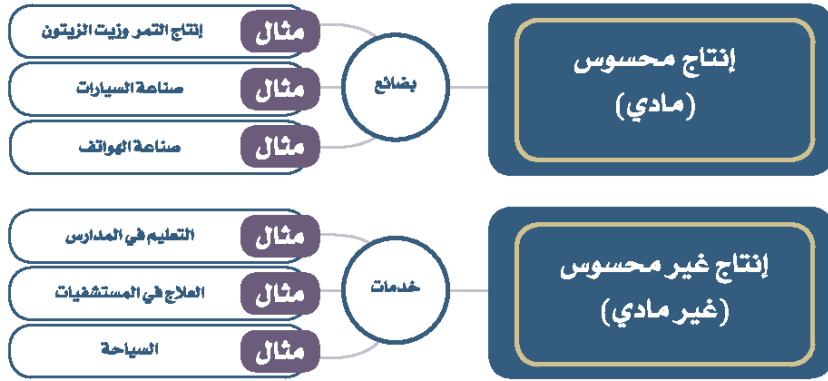 إنتاج محسوس
(مادي)
بضائع
مثال
إنتاج التمر وزيت الزيتون
مثال
صناعة السيارات
مثال
صناعة الهواتف
إنتاج غير محسوس
(غير مادي)
خدمات
مثال
التعليم في المدارس
مثال
العلاج في المستشفيات
مثال
السياحة